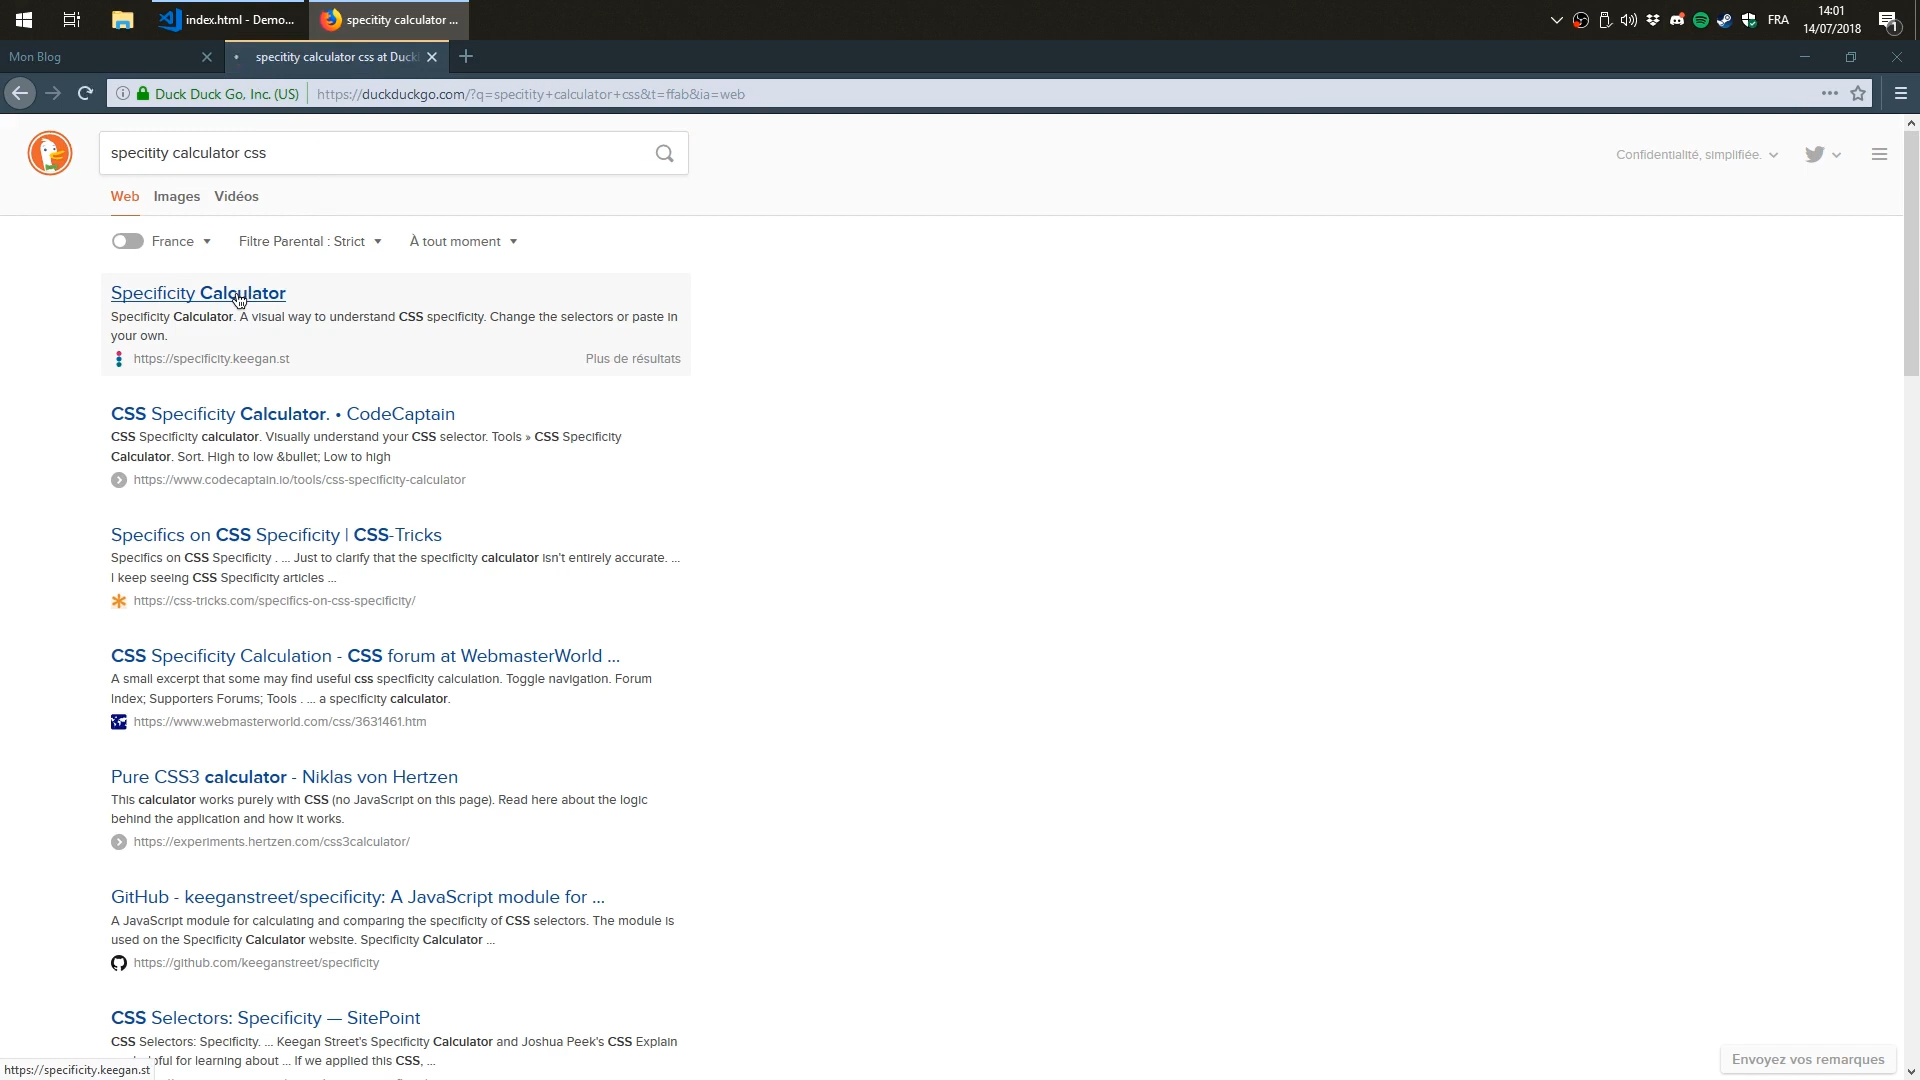 index.html - Demo...
specitity calculator ...
FRA
14:01
14/07/2018
1
Mon Blog
specitity calculator css at Duck
Duck Duck Go, Inc. (US)
https://duckduckgo.com/?q=specitity+calculator+css&t=ffab&ia=web
specitity calculator css
Confidentialité, simplifiée.
Web Images Vidéos
France
Filtre Parental : Strict
À tout moment
Specificity Calculator
Specificity Calculator. A visual way to understand CSS specificity. Change the selectors or paste in
your own.
https://specificity.keegan.st
Plus de résultats
CSS Specificity Calculator. • CodeCaptain
CSS Specificity calculator. Visually understand your CSS selector. Tools » CSS Specificity
Calculator. Sort. High to low &bullet; Low to high
https://www.codecaptain.io/tools/css-specificity-calculator
Specifics on CSS Specificity | CSS-Tricks
Specifics on CSS Specificity . ... Just to clarify that the specificity calculator isn't entirely accurate. ...
I keep seeing CSS Specificity articles ...
https://css-tricks.com/specifics-on-css-specificity/
CSS Specificity Calculation - CSS forum at WebmasterWorld ...
A small excerpt that some may find useful css specificity calculation. Toggle navigation. Forum
Index; Supporters Forums; Tools . ... a specificity calculator.
https://www.webmasterworld.com/css/3631461.htm
Pure CSS3 calculator - Niklas von Hertzen
This calculator works purely with CSS (no JavaScript on this page). Read here about the logic
behind the application and how it works.
https://experiments.hertzen.com/css3calculator/
GitHub - keeganstreet/specificity: A JavaScript module for ...
A JavaScript module for calculating and comparing the specificity of CSS selectors. The module is
used on the Specificity Calculator website. Specificity Calculator ...
https://github.com/keeganstreet/specificity
CSS Selectors: Specificity — SitePoint
CSS Selectors: Specificity. ... Keegan Street's Specificity Calculator and Joshua Peek's CSS Explain
for learning about ... If we applied this CSS, ...
https://specificity.keegan.st
Envoyez vos remarques